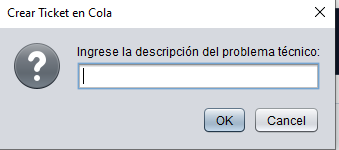 Crear Ticket en Cola
Ingrese la descripción del problema técnico:
OK
Cancel